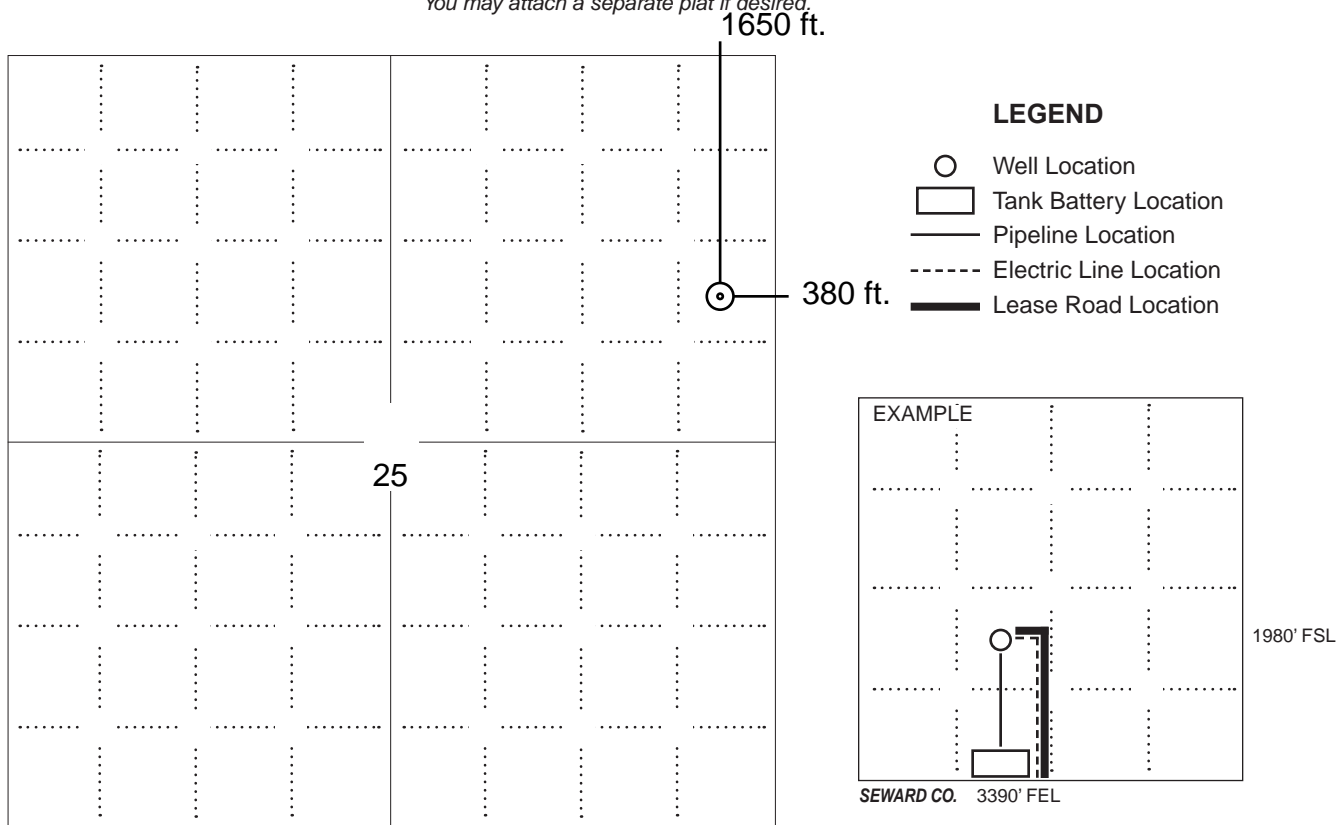 You may attach a separate plat if desired.
1650 ft.
380 ft.
25
LEGEND
Well Location
Tank Battery Location
Pipeline Location
Electric Line Location
Lease Road Location
EXAMPLE
1980' FSL
SEWARD CO. 3390' FEL